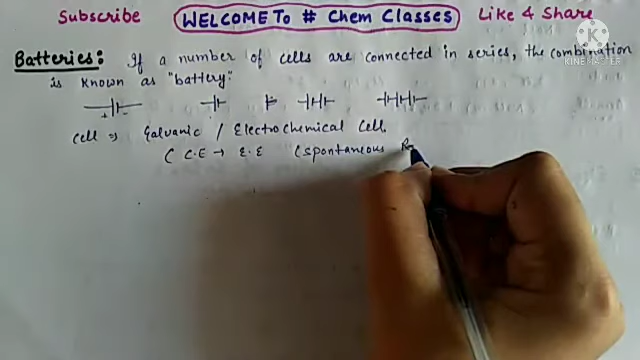 Subscribe WELCOME To # Chem Classes Like & Share
Batteries: If a number of cells are connected in series, the combination
is known as "battery"
+ -
Cell ⇒ Galvanic / Electrochemical Cell.
( C.E → E.E (spontaneous R
KINEMASTER